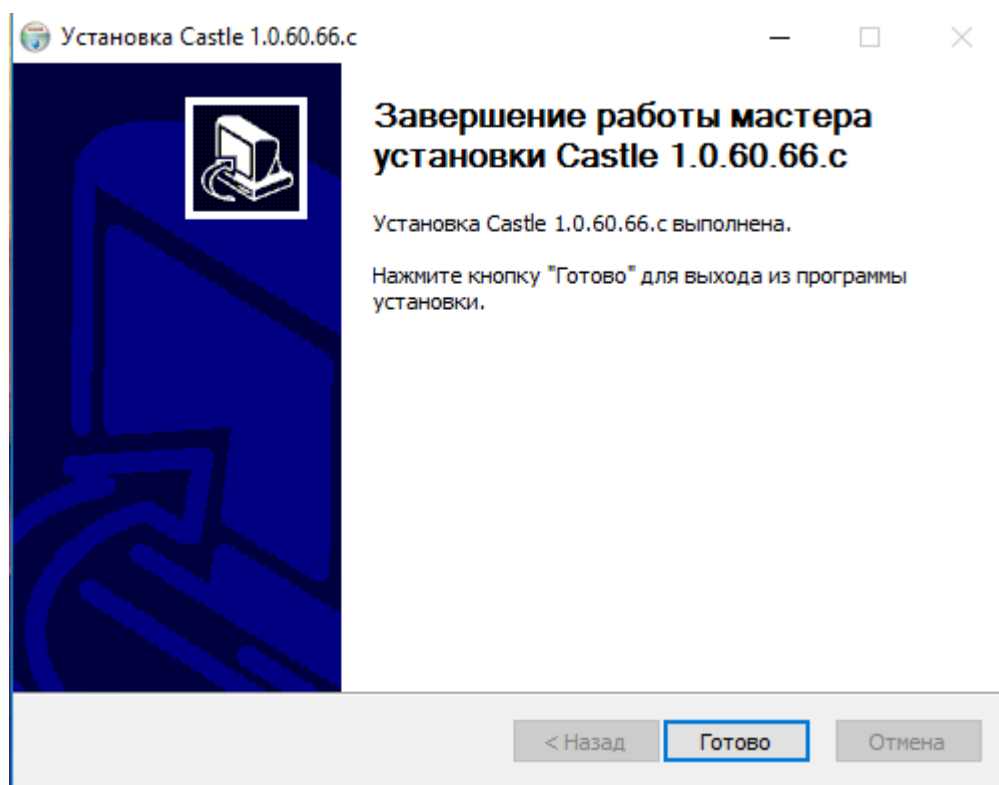 Установка Castle 1.0.60.66.c
Завершение работы мастера
установки Castle 1.0.60.66.c
Установка Castle 1.0.60.66.c выполнена.
Нажмите кнопку "Готово" для выхода из программы
установки.
< Назад Готово Отмена